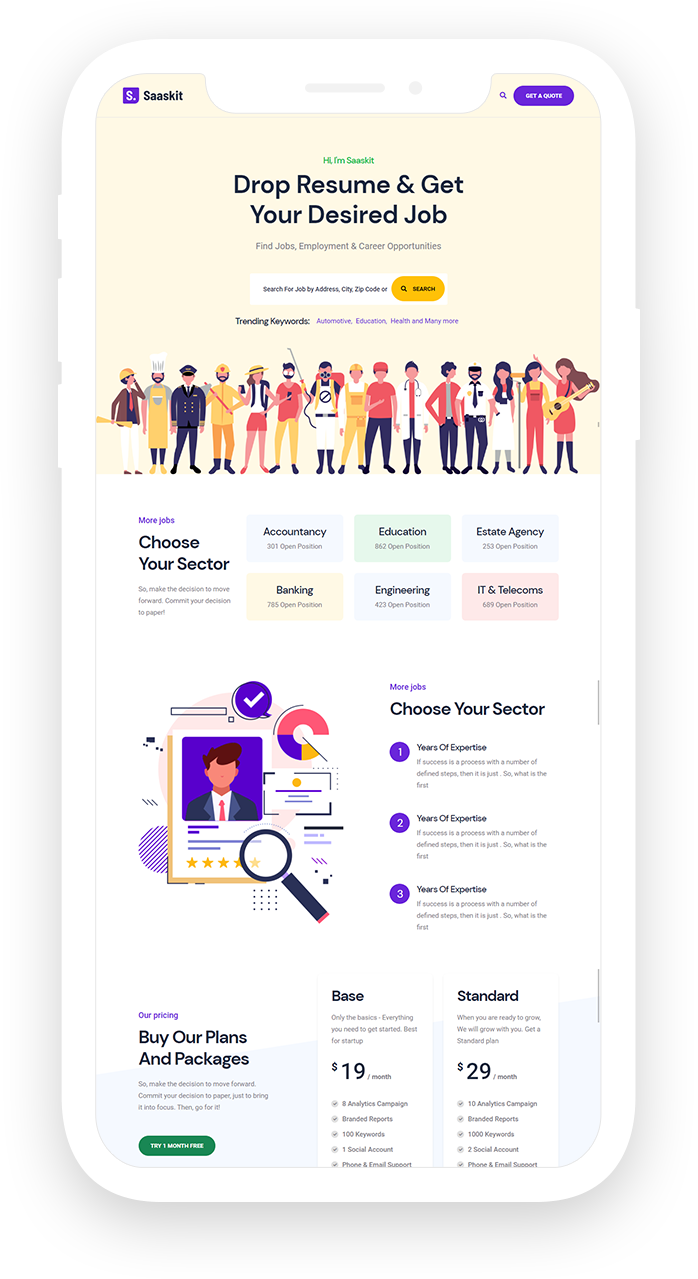 S. Saaskit
GET A QUOTE
Hi, I'm Saaskit
Drop Resume & Get
Your Desired Job
Find Jobs, Employment & Career Opportunities
Search For Job by Address, City, Zip Code or
SEARCH
Trending Keywords: Automotive, Education, Health and Many more
More jobs
Choose
Your Sector
So, make the decision to move
forward. Commit your decision
to paper!
Accountancy
301 Open Position
Education
862 Open Position
Estate Agency
253 Open Position
Banking
785 Open Position
Engineering
423 Open Position
IT & Telecoms
689 Open Position
More jobs
Choose Your Sector
1 Years Of Expertise
If success is a process with a number of
defined steps, then it is just . So, what is the
first
2 Years Of Expertise
If success is a process with a number of
defined steps, then it is just . So, what is the
first
3 Years Of Expertise
If success is a process with a number of
defined steps, then it is just . So, what is the
first
Our pricing
Buy Our Plans
And Packages
So, make the decision to move forward.
Commit your decision to paper, just to bring
it into focus. Then, go for it!
TRY 1 MONTH FREE
Base
Only the basics - Everything
you need to get started. Best
for startup
$19 / month
8 Analytics Campaign
Branded Reports
100 Keywords
1 Social Account
Phone & Email Support
Standard
When you are ready to grow,
We will grow with you. Get a
Standard plan
$29 / month
10 Analytics Campaign
Branded Reports
1000 Keywords
2 Social Account
Phone & Email Support